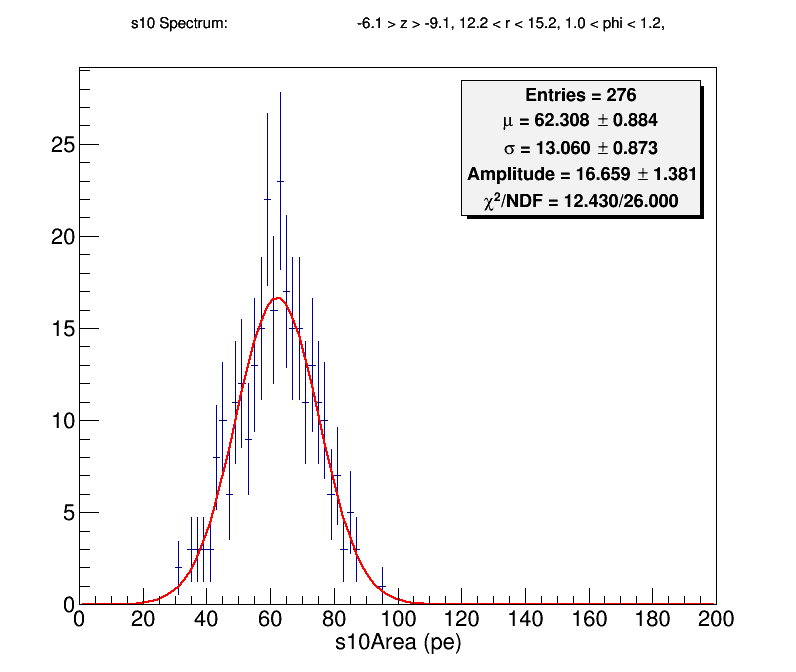 s10 Spectrum: -6.1 > z > -9.1, 12.2 < r < 15.2, 1.0 < phi < 1.2,
Entries = 276
μ = 62.308 ± 0.884
σ = 13.060 ± 0.873
Amplitude = 16.659 ± 1.381
χ²/NDF = 12.430/26.000
25
20
15
10
5
0
0 20 40 60 80 100 120 140 160 180 200
s10Area (pe)